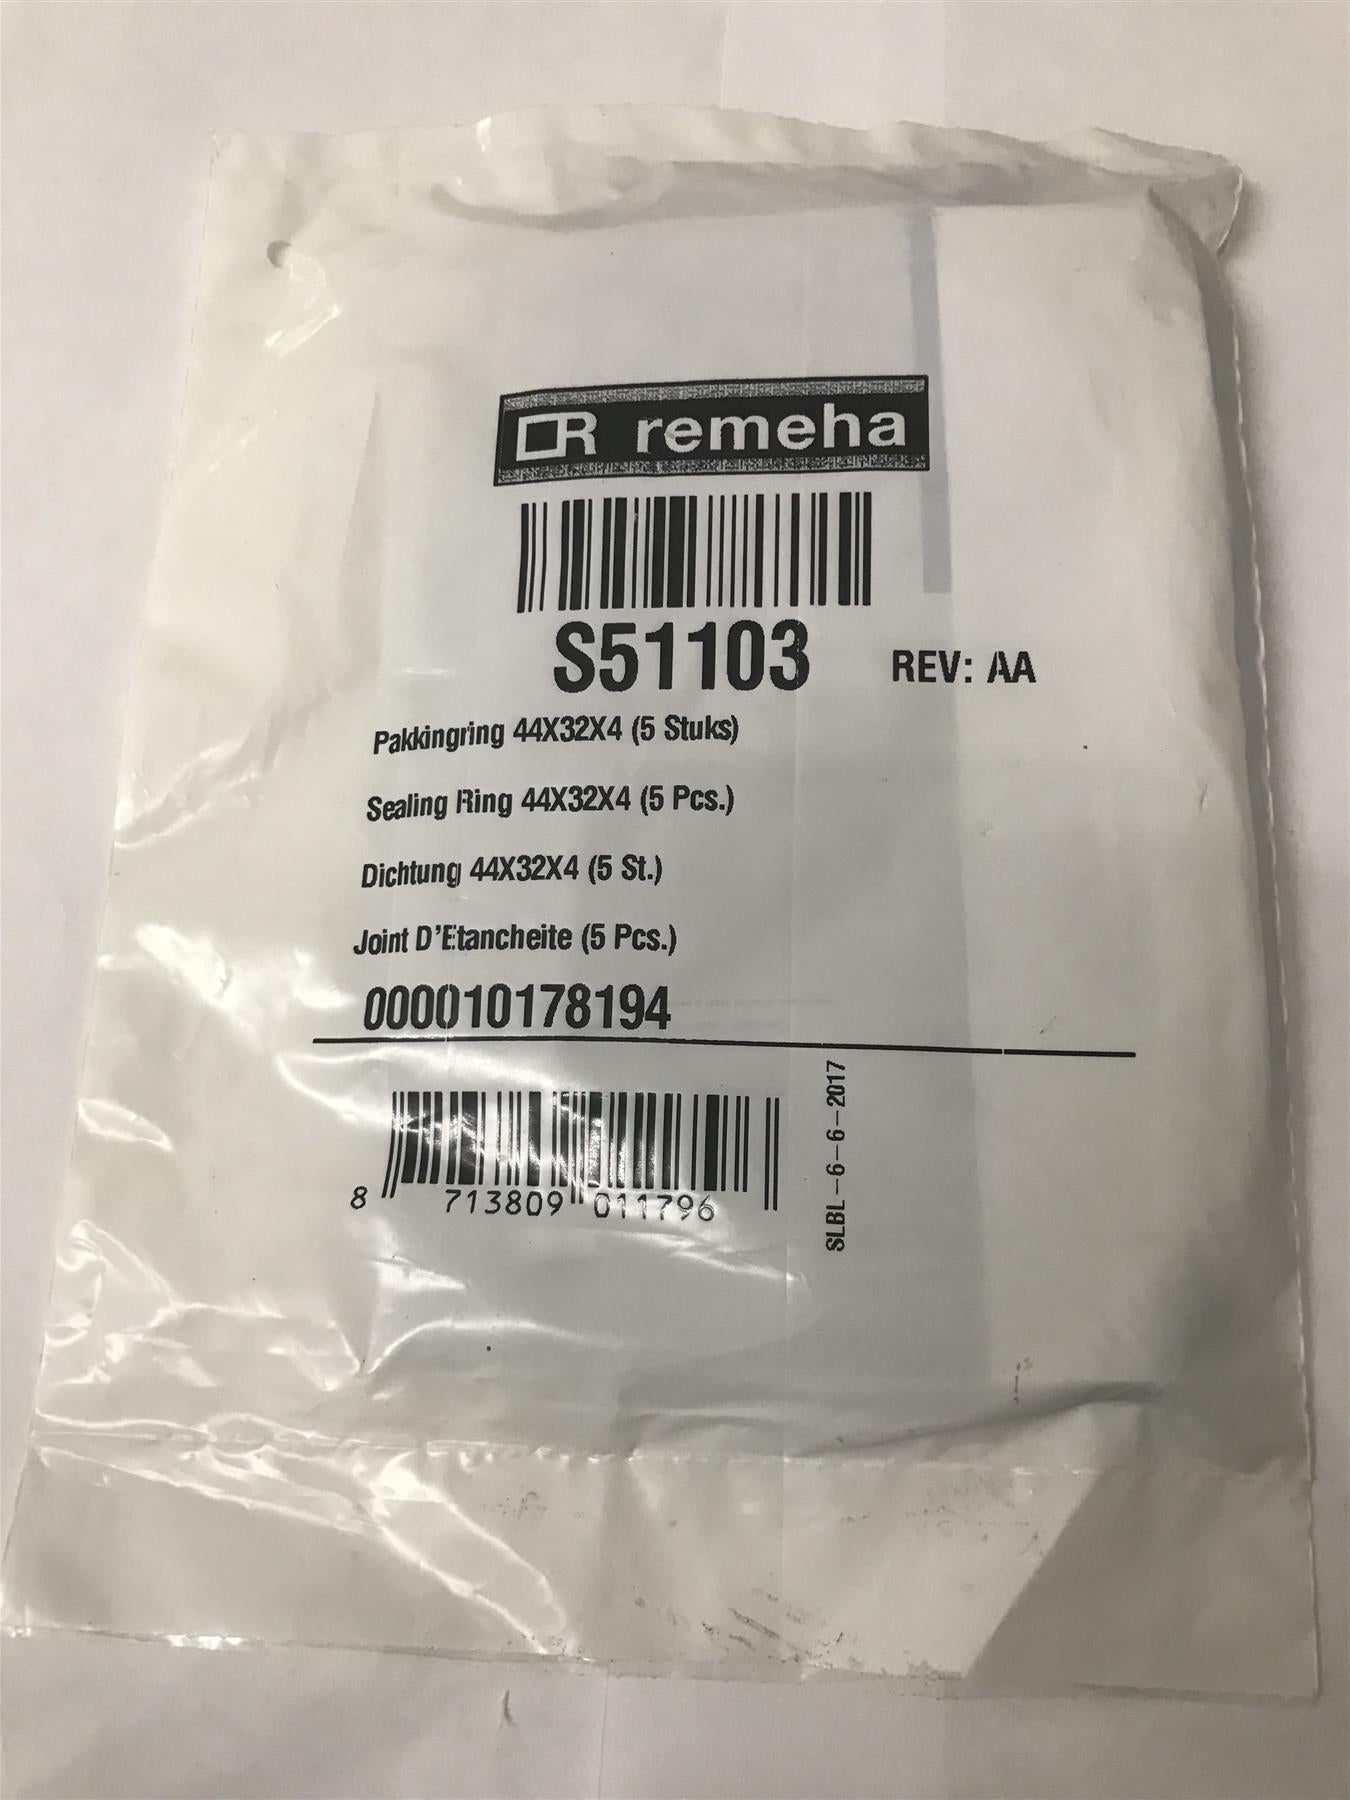 R remeha
S51103 REV: AA
Pakkingring 44X32X4 (5 Stuks)
Sealing Ring 44X32X4 (5 Pcs.)
Dichtung 44X32X4 (5 St.)
Joint D'Etancheite (5 Pcs.)
000010178194
8 713809 011796
SLBL-6-6-2017